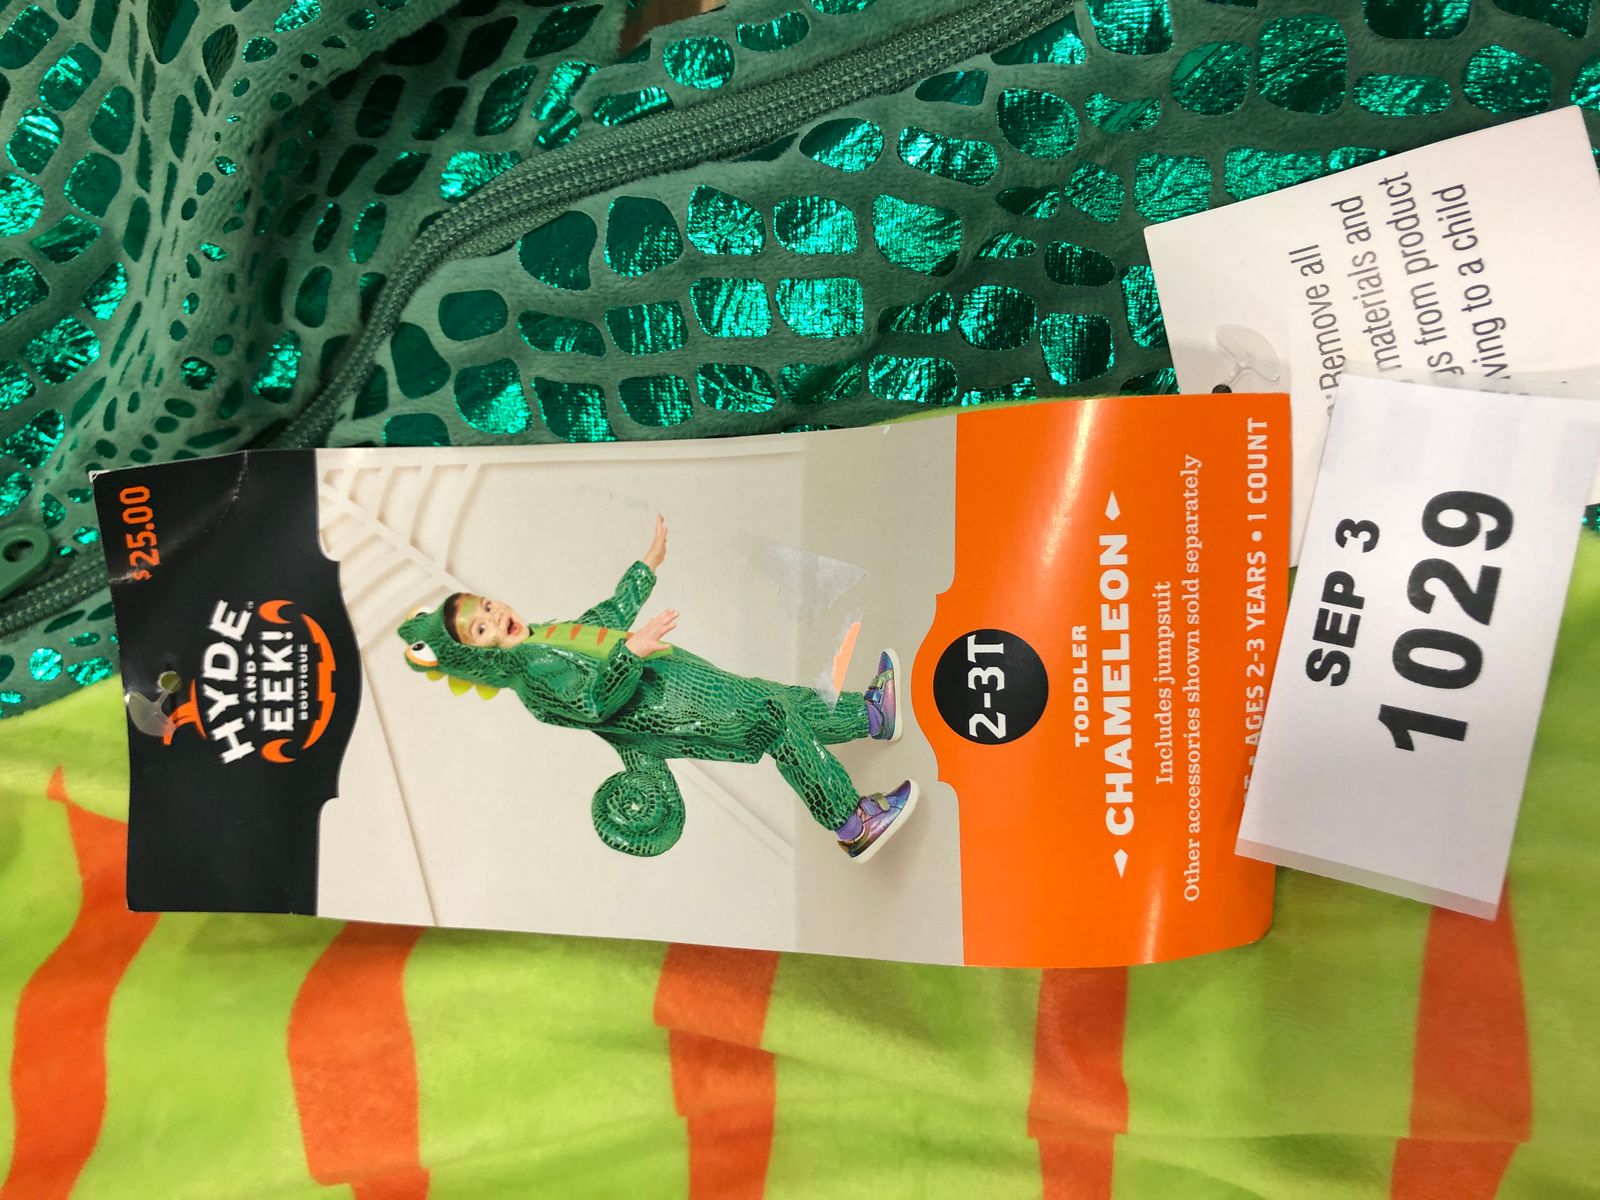 $25.00
HYDE
AND
EEK!
BOUTIQUE
2-3T
TODDLER
CHAMELEON
Includes jumpsuit
Other accessories shown sold separately
AGES 2-3 YEARS • 1 COUNT
Remove all
materials and
from product
to a child
SEP 3
1029